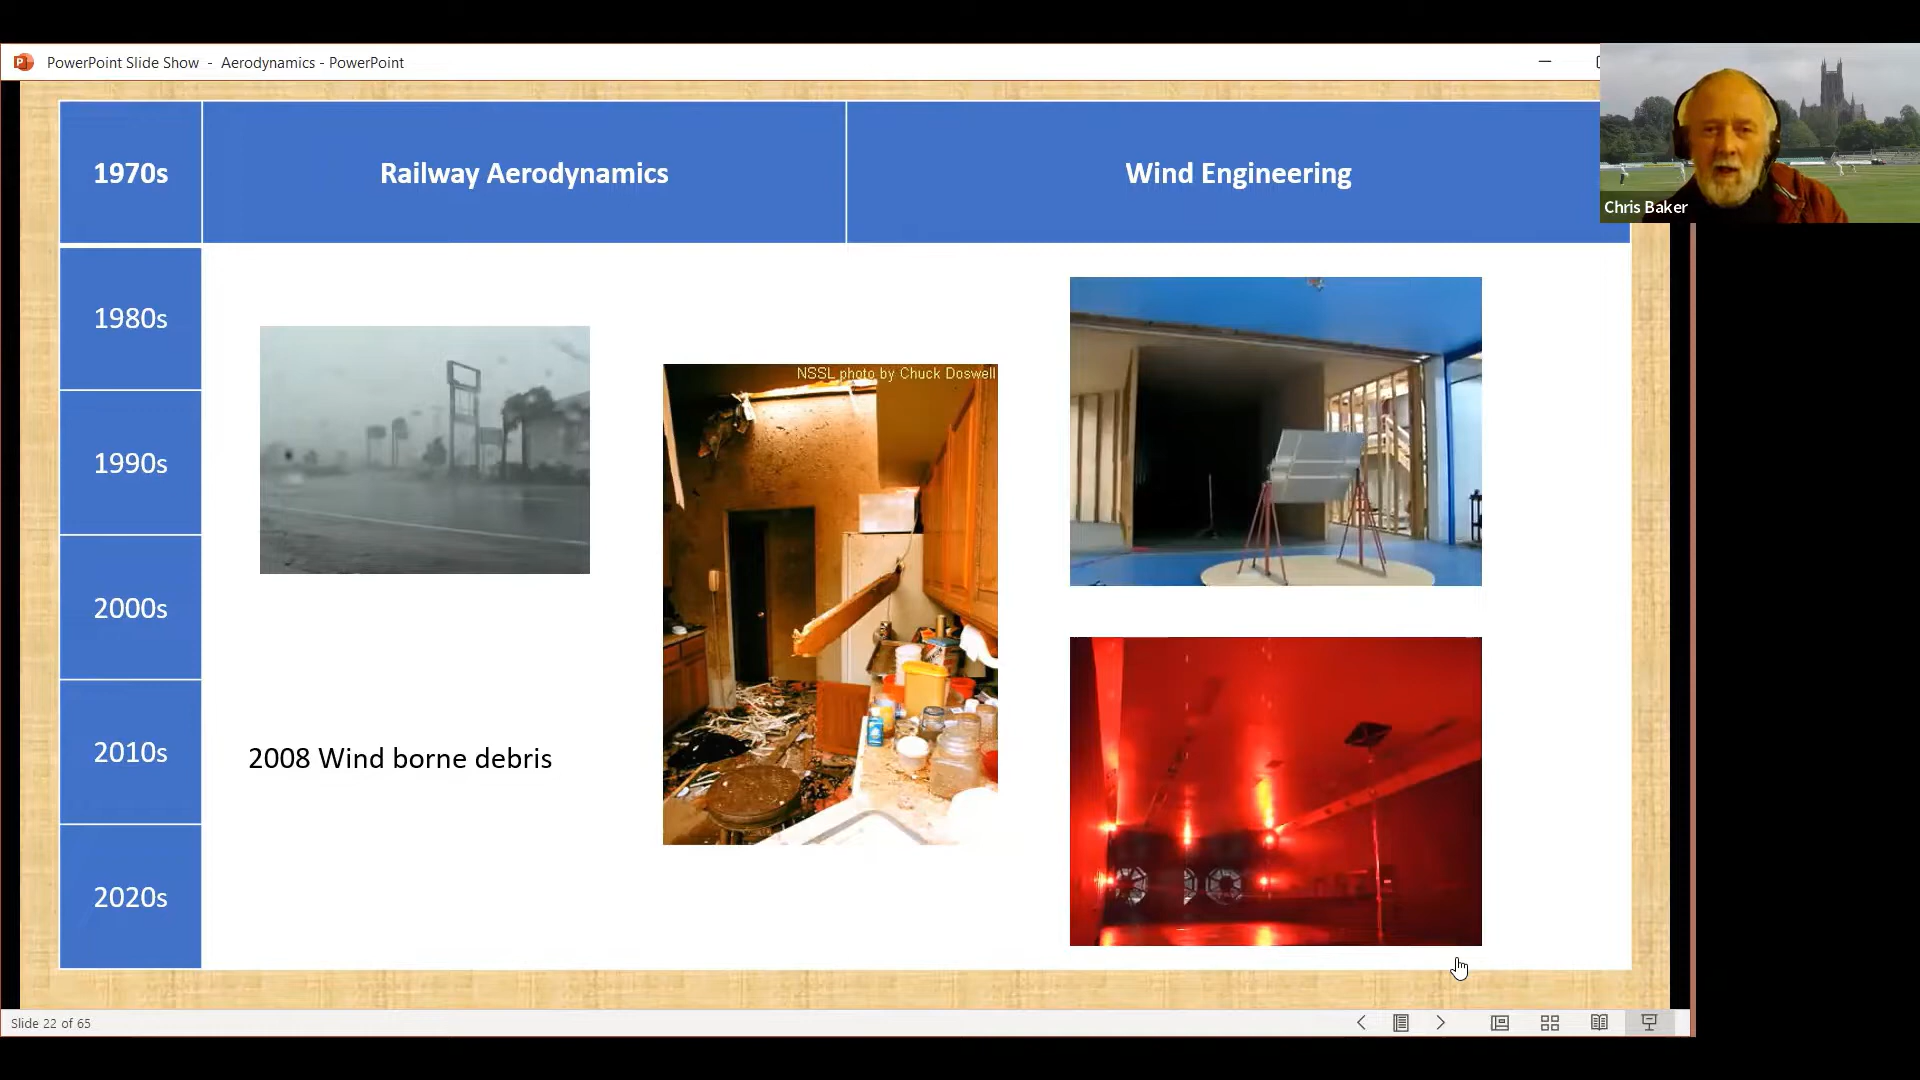 PowerPoint Slide Show - Aerodynamics - PowerPoint
Chris Baker
1970s
Railway Aerodynamics
Wind Engineering
1980s
1990s
2000s
2010s
2020s
NSSL photo by Chuck Doswell
2008 Wind borne debris
Slide 22 of 65